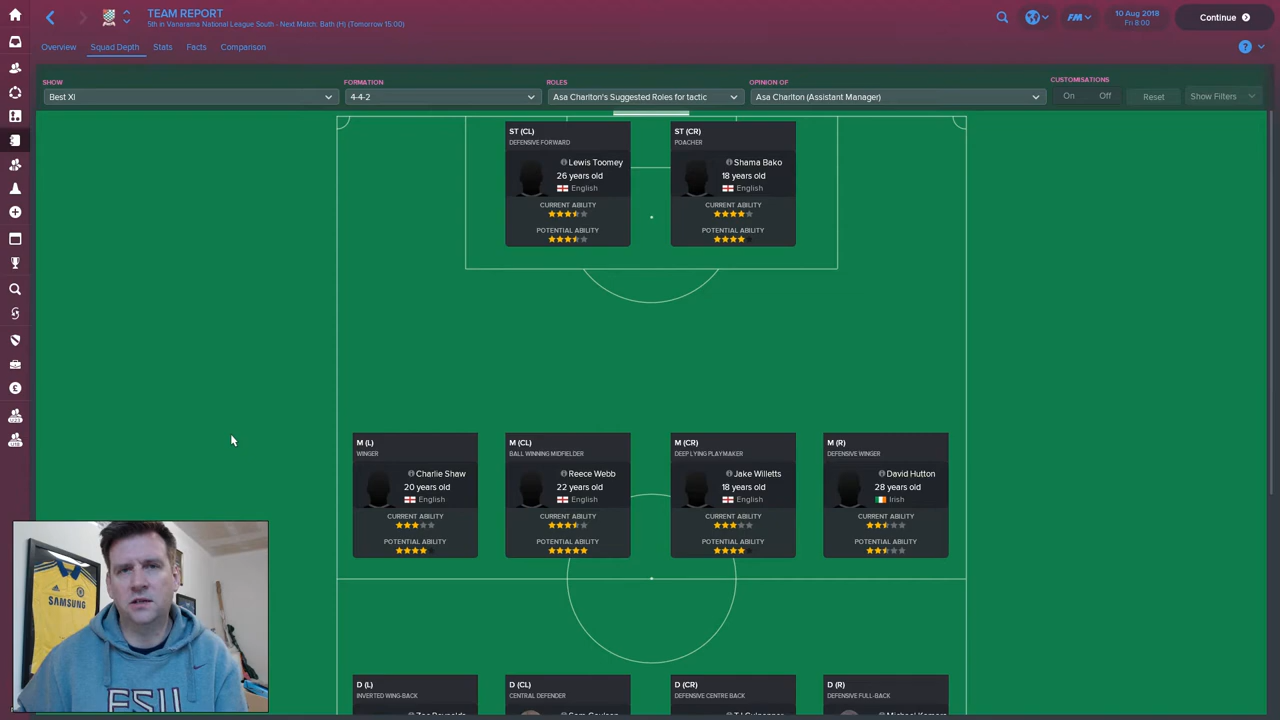 TEAM REPORT
5th in Vanarama National League South - Next Match, Bath (H) (Tomorrow 15:00)
FM
10 Aug 2018
Fri 8:00
Continue
Overview
Squad Depth
Stats
Facts
Comparison
?
SHOW
Best XI
FORMATION
4-4-2
ROLES
Asa Charlton's Suggested Roles for tactic
OPINION OF
Asa Charlton (Assistant Manager)
CUSTOMISATIONS
On
Off
Reset
Show Filters
ST (CL)
DEFENSIVE FORWARD
Lewis Toomey
26 years old
English
CURRENT ABILITY
POTENTIAL ABILITY
ST (CR)
POACHER
Shama Bako
18 years old
English
CURRENT ABILITY
POTENTIAL ABILITY
M (L)
WINGER
Charlie Shaw
20 years old
English
CURRENT ABILITY
POTENTIAL ABILITY
M (CL)
BALL WINNING MIDFIELDER
Reece Webb
22 years old
English
CURRENT ABILITY
POTENTIAL ABILITY
M (CR)
DEEP LYING PLAYMAKER
Jake Willetts
18 years old
English
CURRENT ABILITY
POTENTIAL ABILITY
M (R)
DEFENSIVE WINGER
David Hutton
28 years old
Irish
CURRENT ABILITY
POTENTIAL ABILITY
D (L)
INVERTED WING-BACK
D (CL)
CENTRAL DEFENDER
D (CR)
DEFENSIVE CENTRE BACK
D (R)
DEFENSIVE FULL-BACK
SAMSUNG